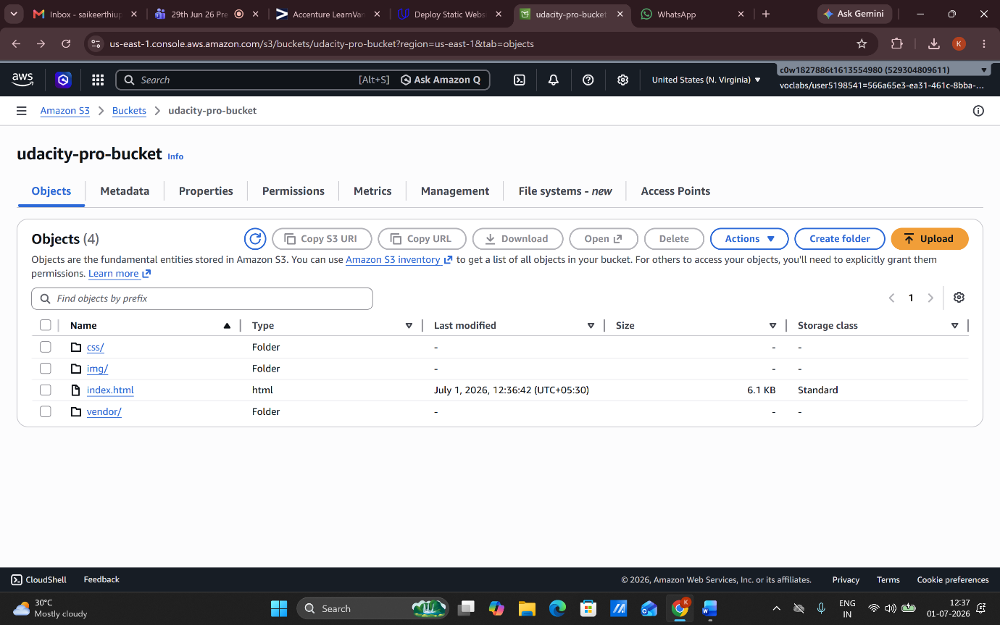 Inbox - saikeerthiup
29th Jun 26 Pre
Accenture LearnVan
Deploy Static Webs
udacity-pro-bucket
WhatsApp
Ask Gemini
us-east-1.console.aws.amazon.com/s3/buckets/udacity-pro-bucket?region=us-east-1&tab=objects
K
aws
Search
[Alt+S]
Ask Amazon Q
United States (N. Virginia)
c0w1827886t1613554980 (529304809611)
voclabs/user5198541=566a65e3-ea31-461c-8bba-...
Amazon S3
Buckets
udacity-pro-bucket
udacity-pro-bucket Info
Objects
Metadata
Properties
Permissions
Metrics
Management
File systems - new
Access Points
Objects (4)
Copy S3 URI
Copy URL
Download
Open
Delete
Actions
Create folder
Upload
Objects are the fundamental entities stored in Amazon S3. You can use Amazon S3 inventory to get a list of all objects in your bucket. For others to access your objects, you'll need to explicitly grant them
permissions. Learn more
Find objects by prefix
1
Name Type Last modified Size Storage class
css/ Folder - - -
img/ Folder - - -
index.html html July 1, 2026, 12:36:42 (UTC+05:30) 6.1 KB Standard
vendor/ Folder - - -
CloudShell
Feedback
© 2026, Amazon Web Services, Inc. or its affiliates.
Privacy
Terms
Cookie preferences
30°C
Mostly cloudy
Search
ENG
IN
12:37
01-07-2026